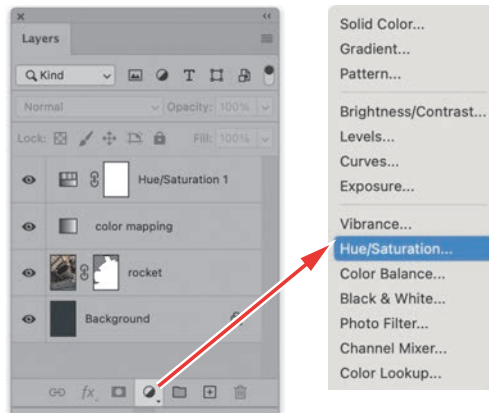 Layers
Kind
Normal
Opacity: 100%
Lock:
Fill: 100%
Hue/Saturation 1
color mapping
rocket
Background
fx
Solid Color...
Gradient...
Pattern...
Brightness/Contrast...
Levels...
Curves...
Exposure...
Vibrance...
Hue/Saturation...
Color Balance...
Black & White...
Photo Filter...
Channel Mixer...
Color Lookup...